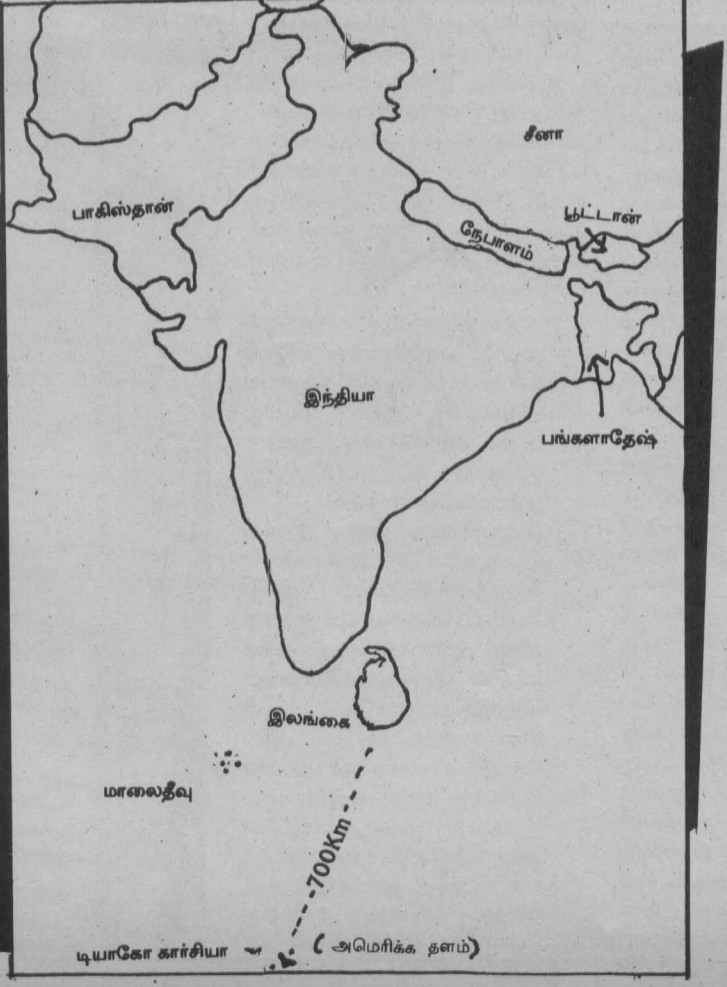 சீனா
பாகிஸ்தான்
பூட்டான்
நேபாளம்
இந்தியா
பங்களாதேஷ்
இலங்கை
மாலைதீவு
700Km
டியாகோ கார்சியா
(அமெரிக்க தளம்)